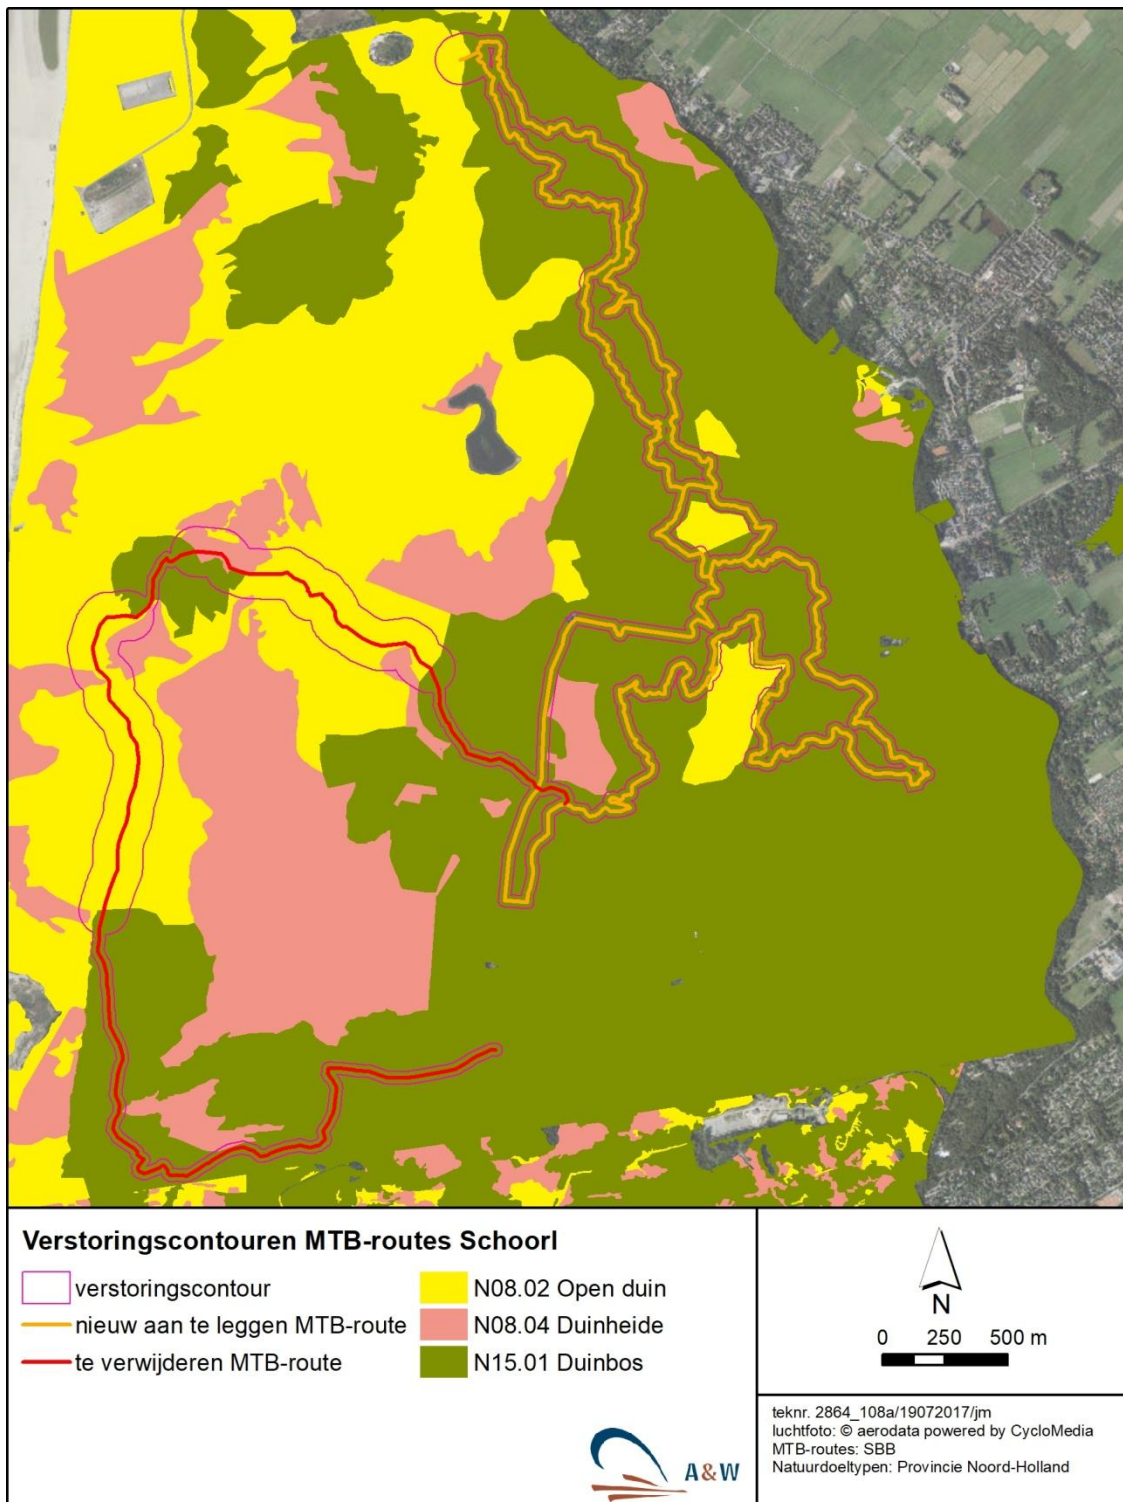 Verstoringscontouren MTB-routes Schoorl
verstoringscontour
nieuw aan te leggen MTB-route
te verwijderen MTB-route
N08.02 Open duin
N08.04 Duinheide
N15.01 Duinbos
A&W
N
0 250 500 m
teknr. 2864_108a/19072017/jm
luchtfoto: © aerodata powered by CycloMedia
MTB-routes: SBB
Natuurdoeltypen: Provincie Noord-Holland